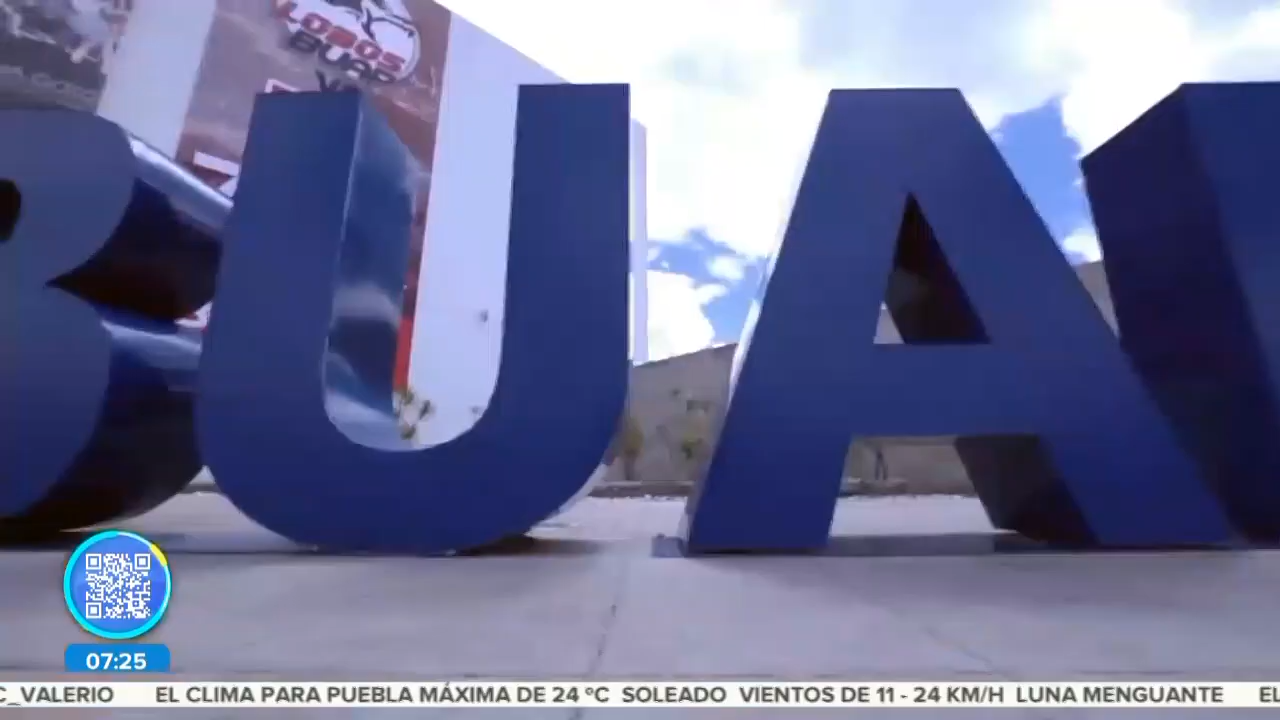 LOBOS
BUAP
BUA
07:25
C_VALERIO EL CLIMA PARA PUEBLA MÁXIMA DE 24 ºC SOLEADO VIENTOS DE 11 - 24 KM/H LUNA MENGUANTE EL